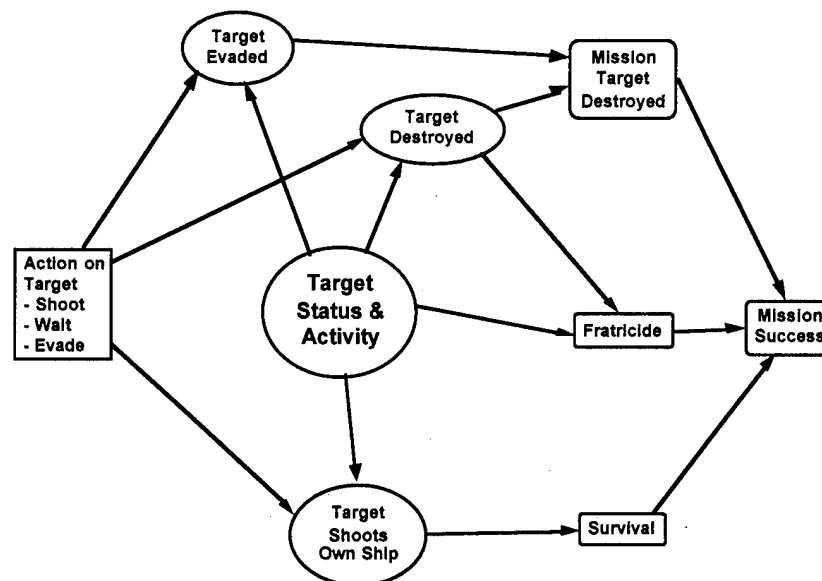 Target
Evaded
Mission
Target
Destroyed
Target
Destroyed
Action on
Target
- Shoot
- Wait
- Evade
Target
Status &
Activity
Fratricide
Mission
Success
Target
Shoots
Own Ship
Survival